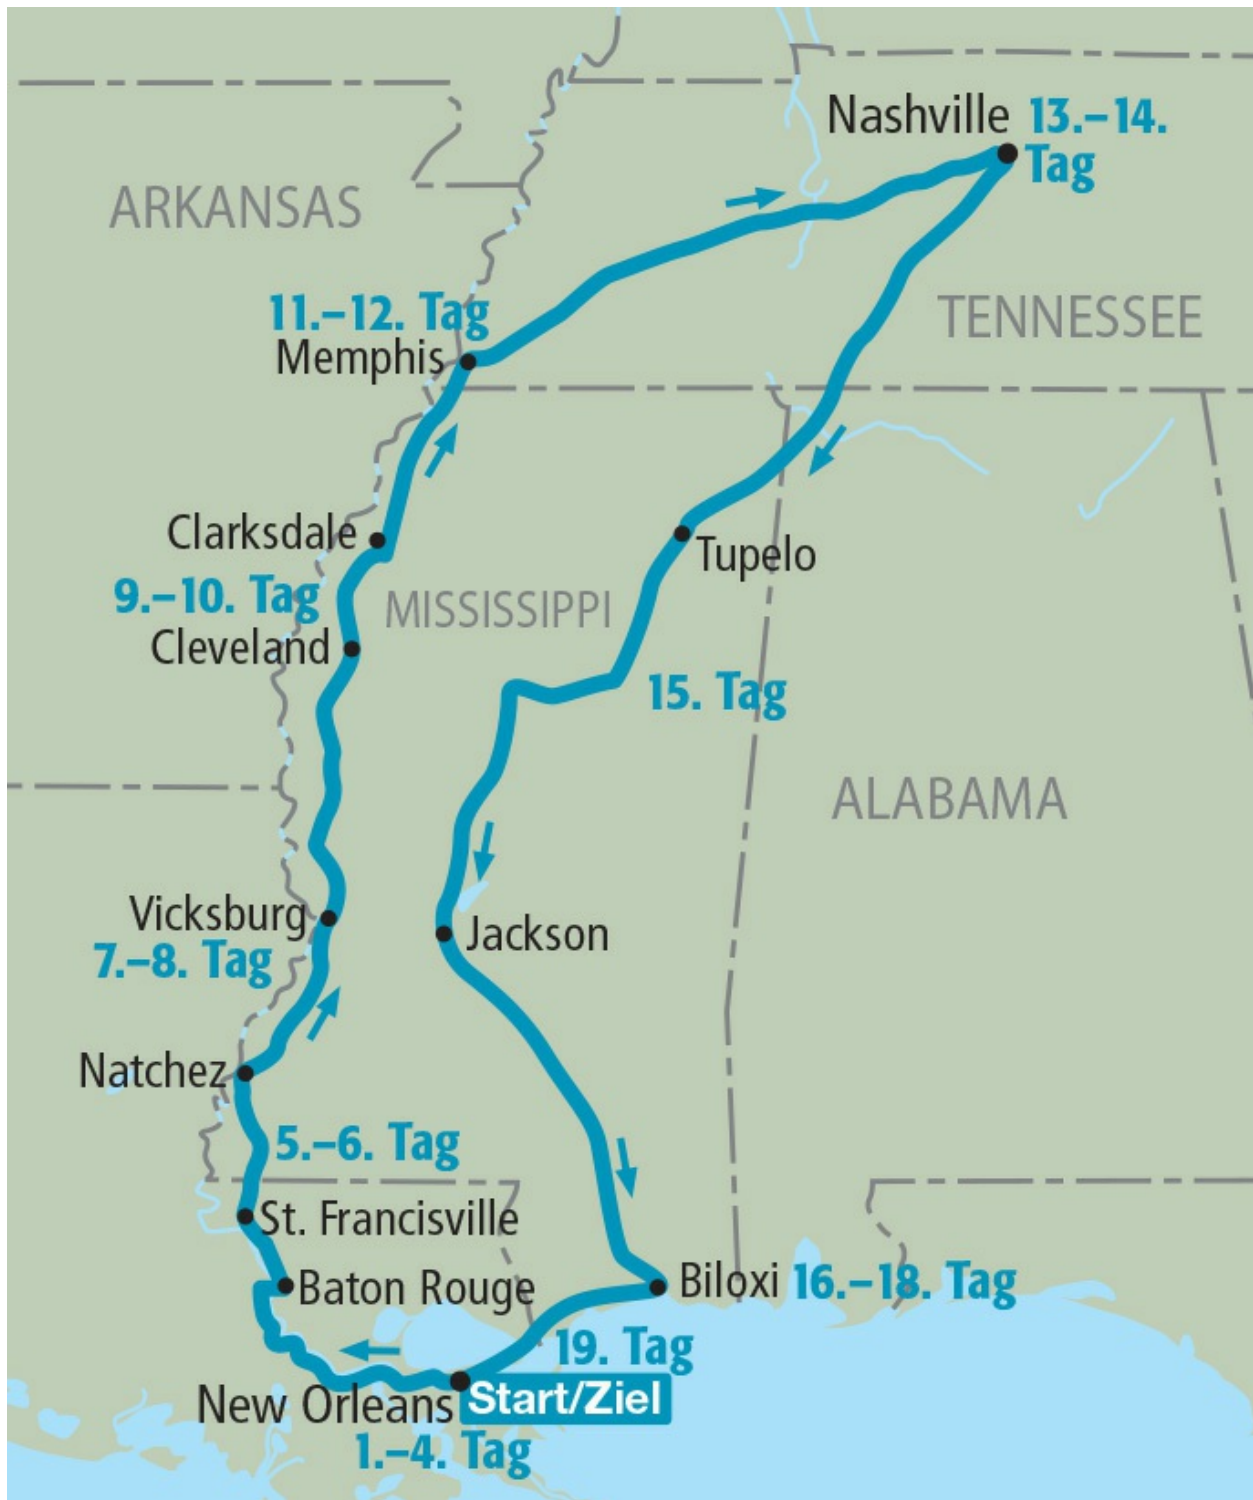 Nashville 13.–14.
Tag
ARKANSAS
TENNESSEE
11.–12. Tag
Memphis
Clarksdale
Tupelo
9.–10. Tag
MISSISSIPPI
Cleveland
15. Tag
ALABAMA
Vicksburg
7.–8. Tag
Jackson
Natchez
5.–6. Tag
St. Francisville
Baton Rouge
Biloxi 16.–18. Tag
19. Tag
New Orleans Start/Ziel
1.–4. Tag